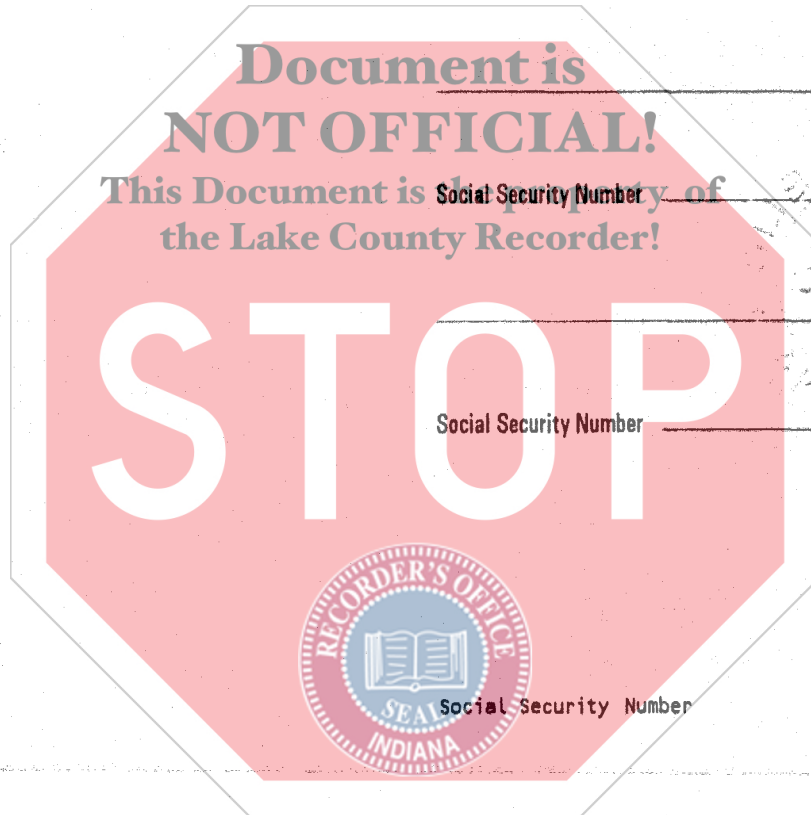 Document is
NOT OFFICIAL!
This Document is the property of
the Lake County Recorder!
Social Security Number
STOP
Social Security Number
RECORDER'S OFFICE
SEAL
INDIANA
Social Security Number